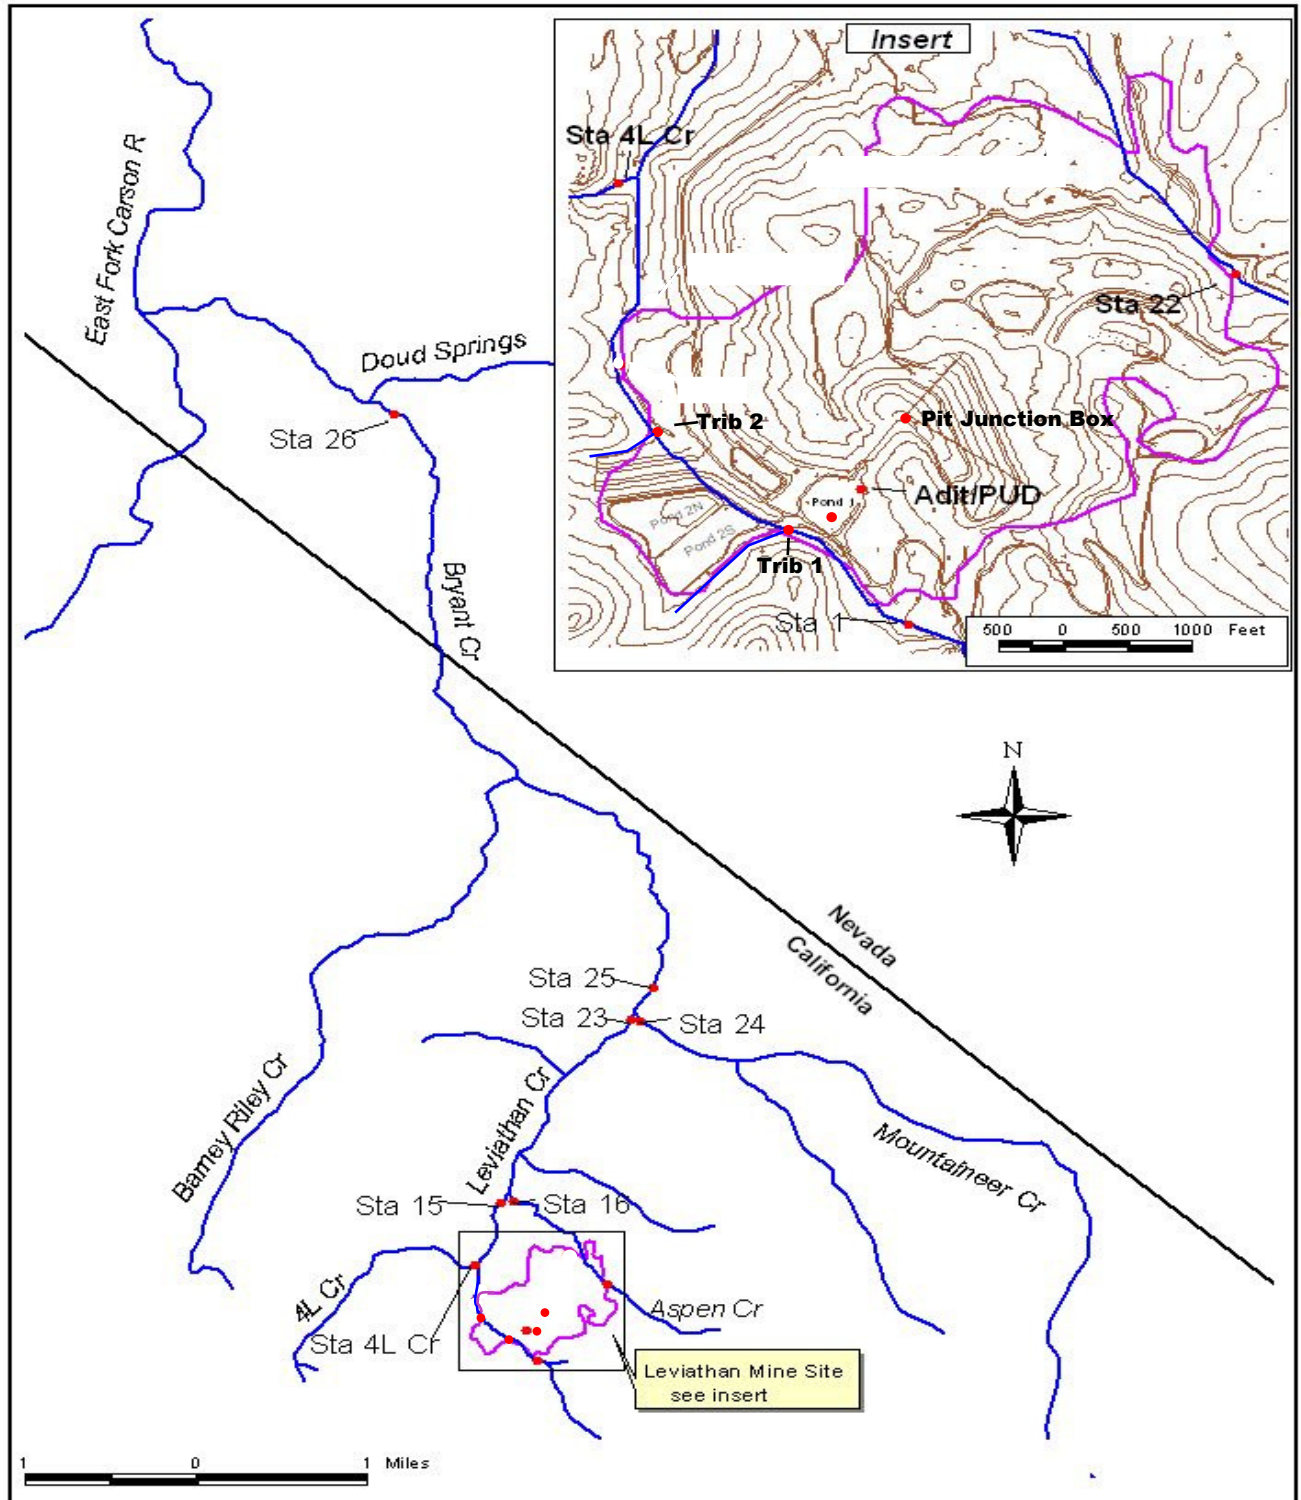 Insert
Sta 4L Cr
Sta 22
Trib 2
Pit Junction Box
Adit/PUD
Pond 1
Pond 2N
Pond 2S
Trib 1
Sta 1
500 0 500 1000 Feet
East Fork Carson R
Doud Springs
Sta 26
Bryant Cr
N
Nevada
California
Sta 25
Sta 23
Sta 24
Leviathan Cr
Barney Riley Cr
Mountaineer Cr
Sta 15
Sta 16
4L Cr
Aspen Cr
Sta 4L Cr
Leviathan Mine Site
see insert
1 0 1 Miles